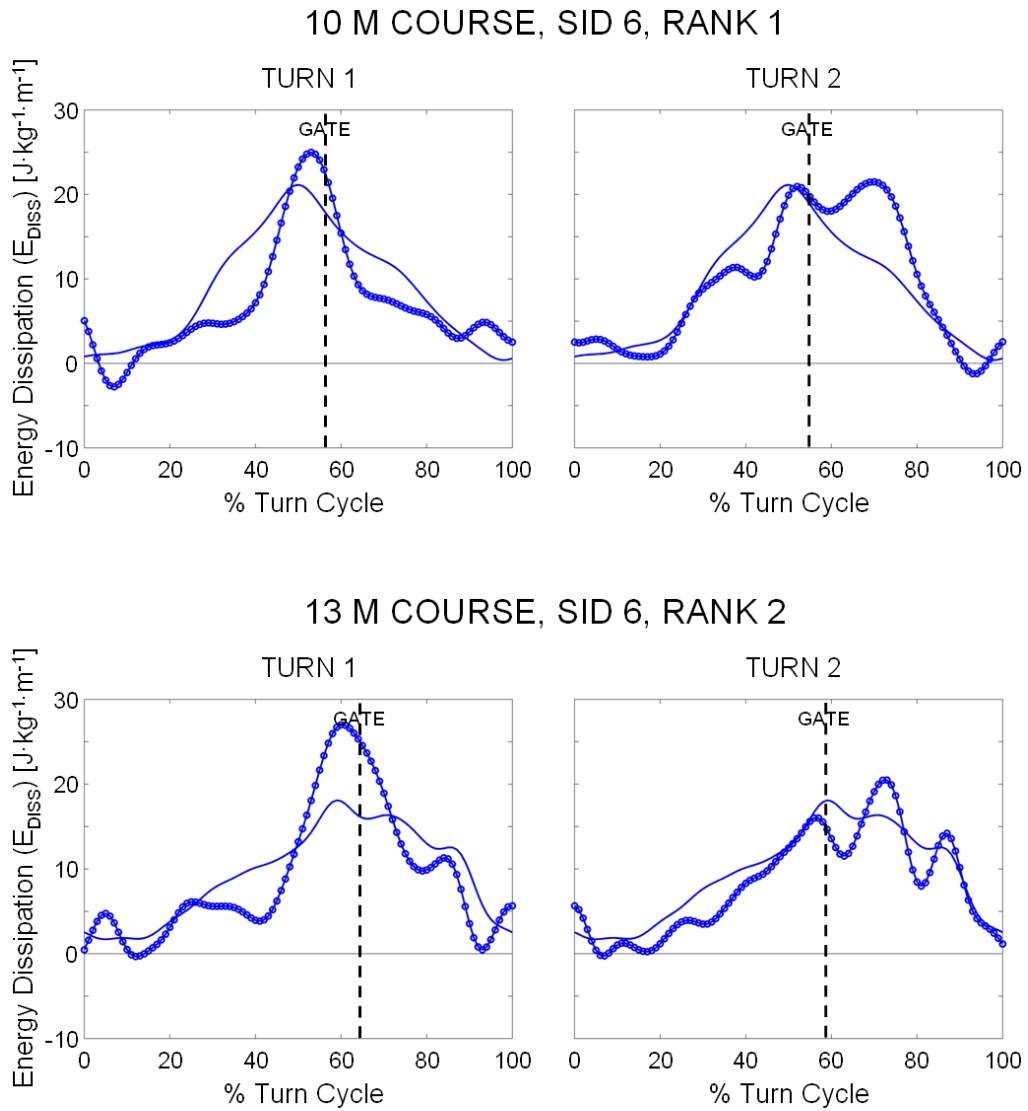 10 M COURSE, SID 6, RANK 1
TURN 1
TURN 2
Energy Dissipation (E_DISS) [J·kg⁻¹·m⁻¹]
30
20
10
0
-10
GATE
GATE
0 20 40 60 80 100
0 20 40 60 80 100
% Turn Cycle
% Turn Cycle
13 M COURSE, SID 6, RANK 2
TURN 1
TURN 2
Energy Dissipation (E_DISS) [J·kg⁻¹·m⁻¹]
30
20
10
0
-10
GATE
GATE
0 20 40 60 80 100
0 20 40 60 80 100
% Turn Cycle
% Turn Cycle